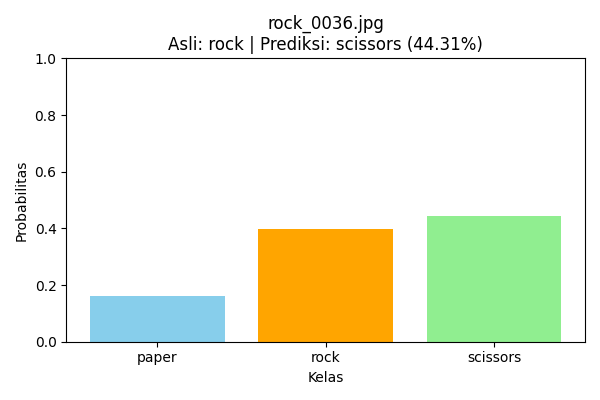 rock_0036.jpg
Asli: rock | Prediksi: scissors (44.31%)
Probabilitas
1.0
0.8
0.6
0.4
0.2
0.0
paper rock scissors
Kelas